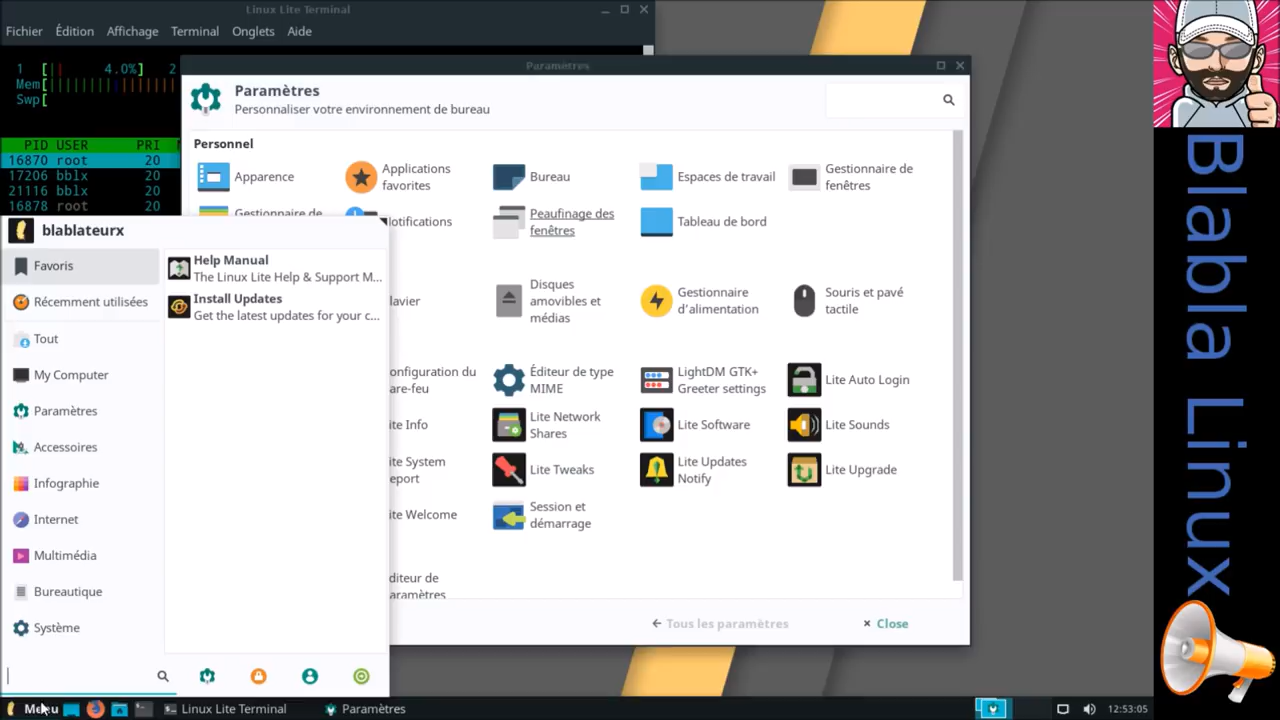 Linux Lite Terminal
Fichier Édition Affichage Terminal Onglets Aide
1 [|| 4.0%] 2
Mem[
Swp[
PID USER PRI
16870 root 20
17206 bblx 20
21116 bblx 20
16878 root 20
Paramètres
Paramètres
Personnaliser votre environnement de bureau
Personnel
Apparence
Applications
favorites
Bureau
Espaces de travail
Gestionnaire de
fenêtres
Gestionnaire de
otifications
Peaufinage des
fenêtres
Tableau de bord
lavier
Disques
amovibles et
médias
Gestionnaire
d'alimentation
Souris et pavé
tactile
onfiguration du
are-feu
Éditeur de type
MIME
LightDM GTK+
Greeter settings
Lite Auto Login
ite Info
Lite Network
Shares
Lite Software
Lite Sounds
ite System
eport
Lite Tweaks
Lite Updates
Notify
Lite Upgrade
ite Welcome
Session et
démarrage
diteur de
aramètres
Tous les paramètres
Close
blablateurx
Favoris
Récemment utilisées
Tout
My Computer
Paramètres
Accessoires
Infographie
Internet
Multimédia
Bureautique
Système
Help Manual
The Linux Lite Help & Support M...
Install Updates
Get the latest updates for your c...
Menu
Linux Lite Terminal
Paramètres
12:53:05
Blabla Linux